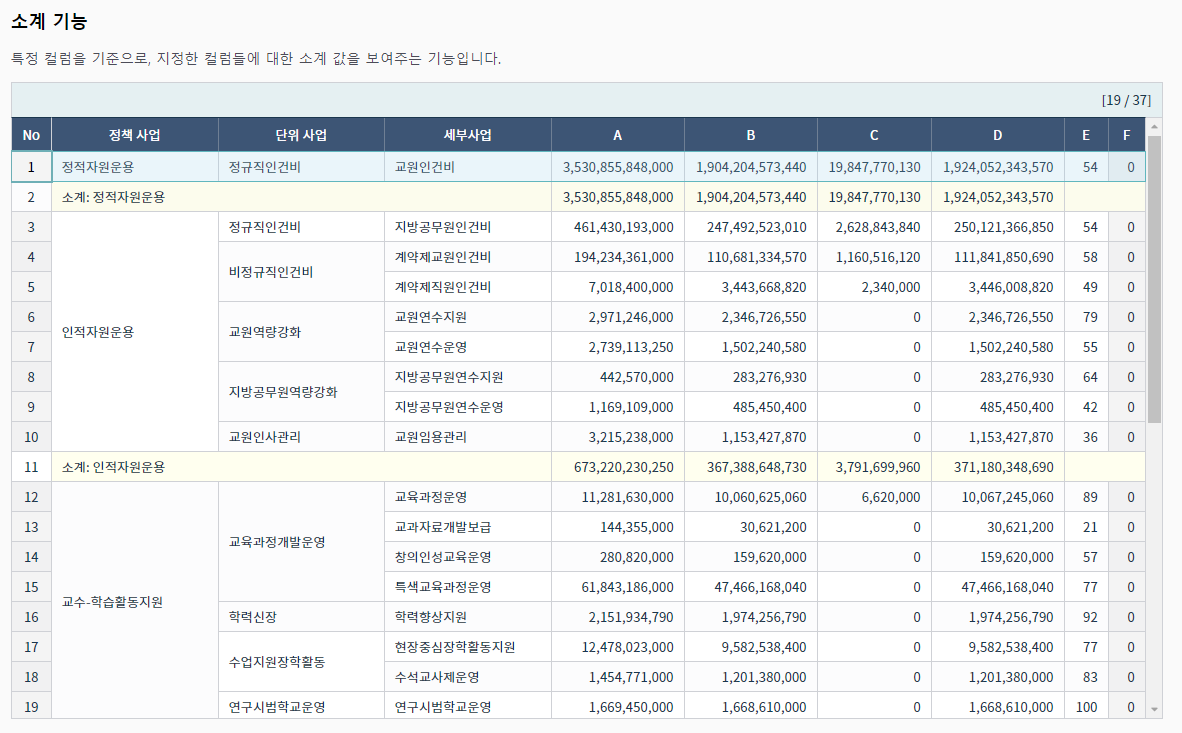 소계 기능
특정 컬럼을 기준으로, 지정한 컬럼들에 대한 소계 값을 보여주는 기능입니다.
[19 / 37]
No 정책 사업 단위 사업 세부사업 A B C D E F
1 정적자원운용 정규직인건비 교원인건비 3,530,855,848,000 1,904,204,573,440 19,847,770,130 1,924,052,343,570 54 0
2 소계: 정적자원운용 3,530,855,848,000 1,904,204,573,440 19,847,770,130 1,924,052,343,570
3 인적자원운용 정규직인건비 지방공무원인건비 461,430,193,000 247,492,523,010 2,628,843,840 250,121,366,850 54 0
4 비정규직인건비 계약제교원인건비 194,234,361,000 110,681,334,570 1,160,516,120 111,841,850,690 58 0
5 계약제직원인건비 7,018,400,000 3,443,668,820 2,340,000 3,446,008,820 49 0
6 교원역량강화 교원연수지원 2,971,246,000 2,346,726,550 0 2,346,726,550 79 0
7 교원연수운영 2,739,113,250 1,502,240,580 0 1,502,240,580 55 0
8 지방공무원역량강화 지방공무원연수지원 442,570,000 283,276,930 0 283,276,930 64 0
9 지방공무원연수운영 1,169,109,000 485,450,400 0 485,450,400 42 0
10 교원인사관리 교원임용관리 3,215,238,000 1,153,427,870 0 1,153,427,870 36 0
11 소계: 인적자원운용 673,220,230,250 367,388,648,730 3,791,699,960 371,180,348,690
12 교수-학습활동지원 교육과정개발운영 교육과정운영 11,281,630,000 10,060,625,060 6,620,000 10,067,245,060 89 0
13 교과자료개발보급 144,355,000 30,621,200 0 30,621,200 21 0
14 창의인성교육운영 280,820,000 159,620,000 0 159,620,000 57 0
15 특색교육과정운영 61,843,186,000 47,466,168,040 0 47,466,168,040 77 0
16 학력신장 학력향상지원 2,151,934,790 1,974,256,790 0 1,974,256,790 92 0
17 수업지원장학활동 현장중심장학활동지원 12,478,023,000 9,582,538,400 0 9,582,538,400 77 0
18 수석교사제운영 1,454,771,000 1,201,380,000 0 1,201,380,000 83 0
19 연구시범학교운영 연구시범학교운영 1,669,450,000 1,668,610,000 0 1,668,610,000 100 0